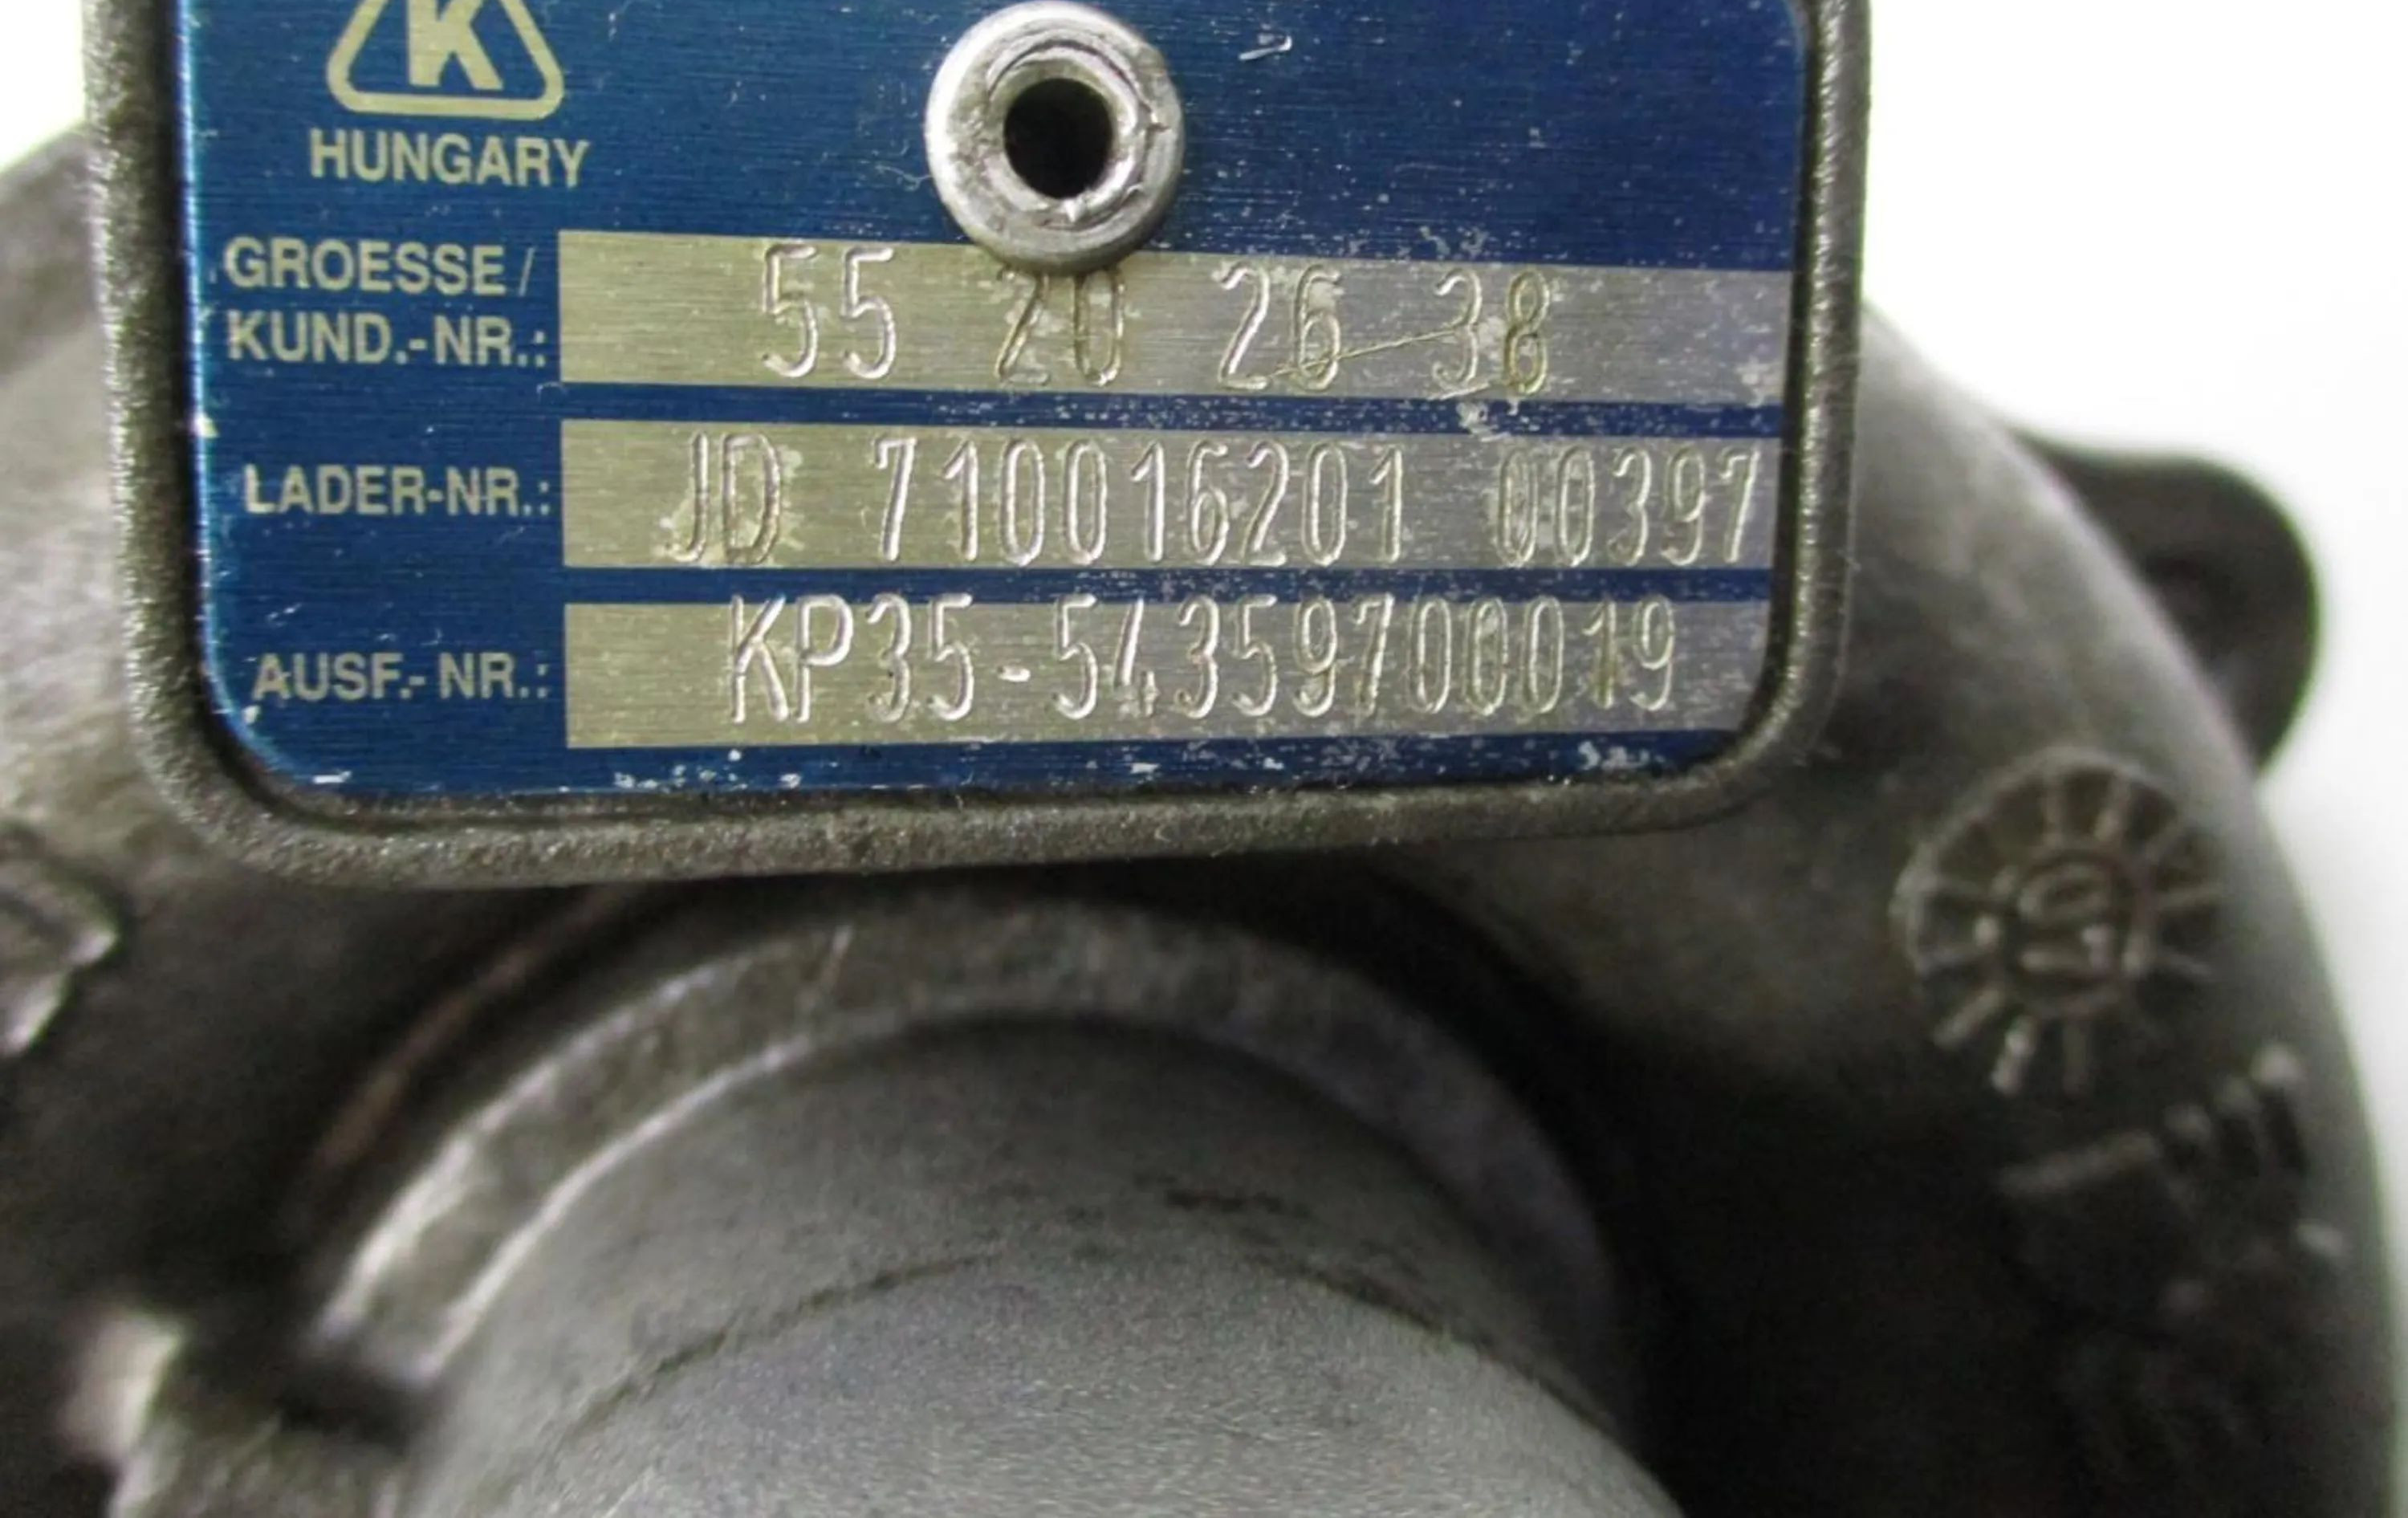 K
HUNGARY
GROESSE/ 55 20 26 38
KUND.-NR.:
LADER-NR.: JD 710016201 00397
AUSF.-NR.: KP35-54359700019